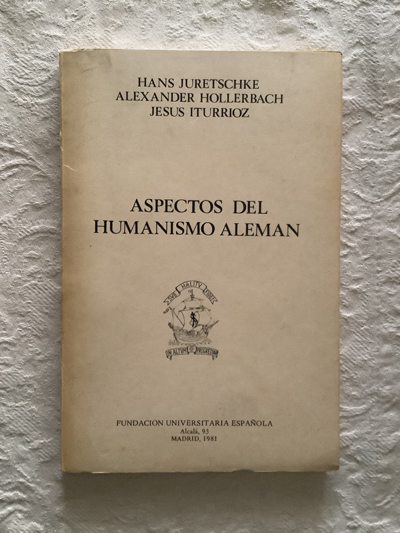 HANS JURETSCHKE
ALEXANDER HOLLERBACH
JESUS ITURRIOZ
ASPECTOS DEL
HUMANISMO ALEMAN
FUNDACION UNIVERSITARIA ESPAÑOLA
Alcalá, 93
MADRID, 1981